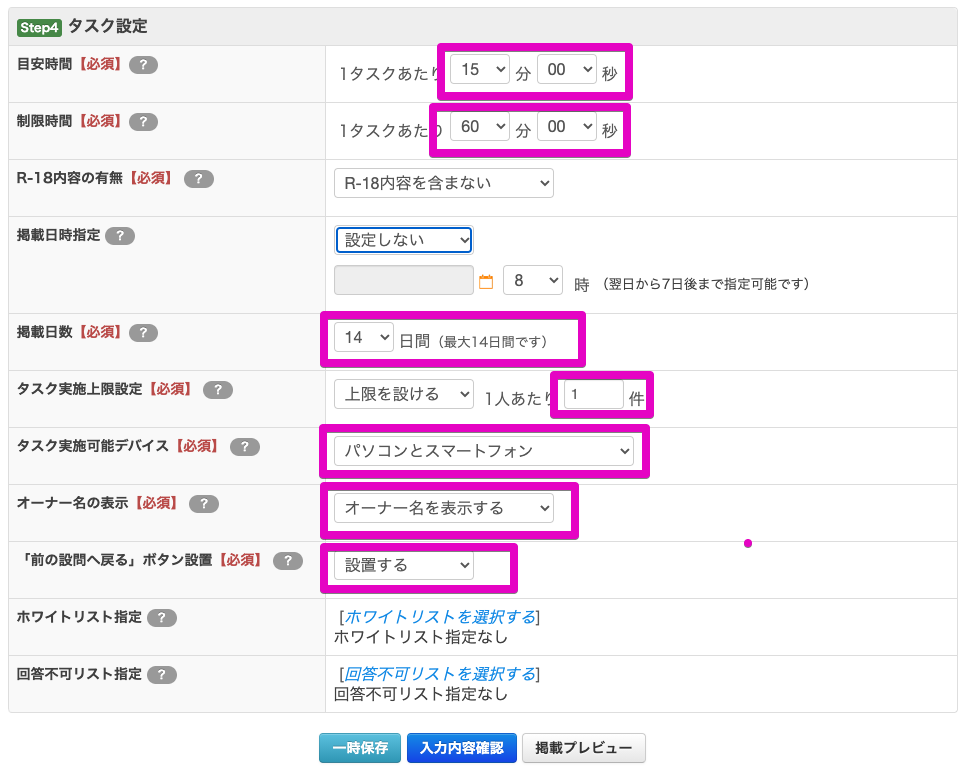 Step4 タスク設定
目安時間【必須】 ? 1タスクあたり 15 分 00 秒
制限時間【必須】 ? 1タスクあたり 60 分 00 秒
R-18内容の有無【必須】 ? R-18内容を含まない
掲載日時指定 ? 設定しない
8 時 （翌日から7日後まで指定可能です）
掲載日数【必須】 ? 14 日間（最大14日間です）
タスク実施上限設定【必須】 ? 上限を設ける 1人あたり 1 件
タスク実施可能デバイス【必須】 ? パソコンとスマートフォン
オーナー名の表示【必須】 ? オーナー名を表示する
「前の設問へ戻る」ボタン設置【必須】 ? 設置する
ホワイトリスト指定 ? [ホワイトリストを選択する]
ホワイトリスト指定なし
回答不可リスト指定 ? [回答不可リストを選択する]
回答不可リスト指定なし
一時保存 入力内容確認 掲載プレビュー